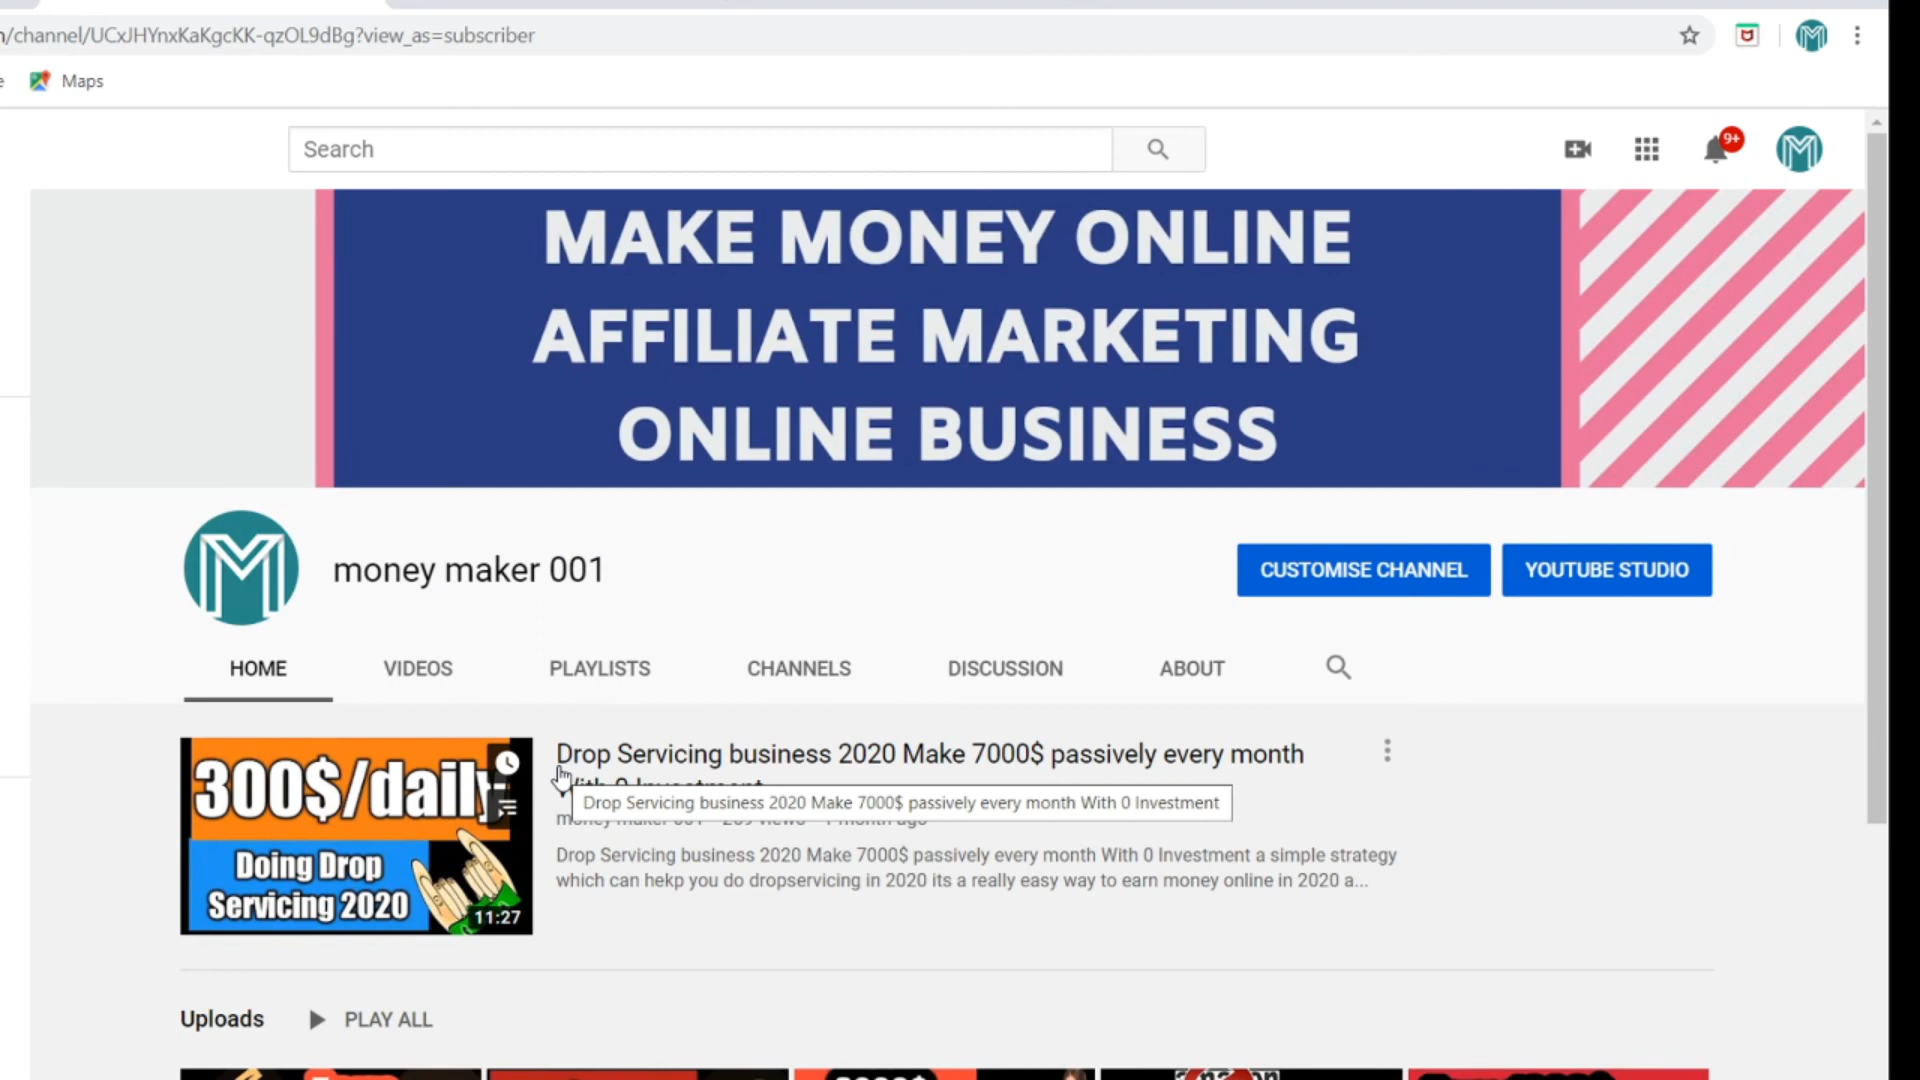 /channel/UCxJHYnxKaKgcKK-qzOL9dBg?view_as=subscriber
Maps
Search
9+
MAKE MONEY ONLINE
AFFILIATE MARKETING
ONLINE BUSINESS
money maker 001
CUSTOMISE CHANNEL
YOUTUBE STUDIO
HOME
VIDEOS
PLAYLISTS
CHANNELS
DISCUSSION
ABOUT
300$/daily
Doing Drop
Servicing 2020
11:27
Drop Servicing business 2020 Make 7000$ passively every month
With 0 Investment
Drop Servicing business 2020 Make 7000$ passively every month With 0 Investment
Drop Servicing business 2020 Make 7000$ passively every month With 0 Investment a simple strategy
which can hekp you do dropservicing in 2020 its a really easy way to earn money online in 2020 a...
Uploads
PLAY ALL